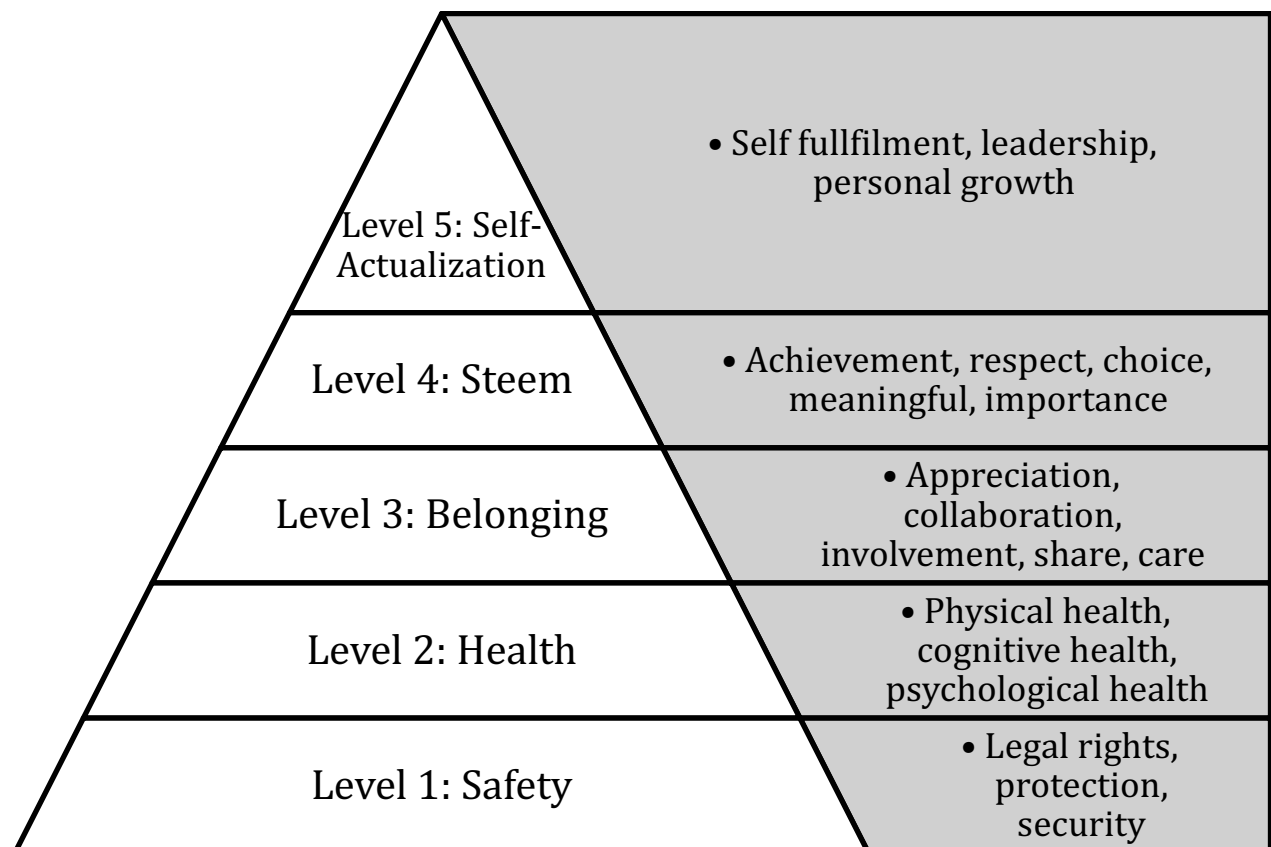 • Self fullfilment, leadership,
personal growth
Level 5: Self-
Actualization
Level 4: Steem
• Achievement, respect, choice,
meaningful, importance
Level 3: Belonging
• Appreciation,
collaboration,
involvement, share, care
Level 2: Health
• Physical health,
cognitive health,
psychological health
Level 1: Safety
• Legal rights,
protection,
security